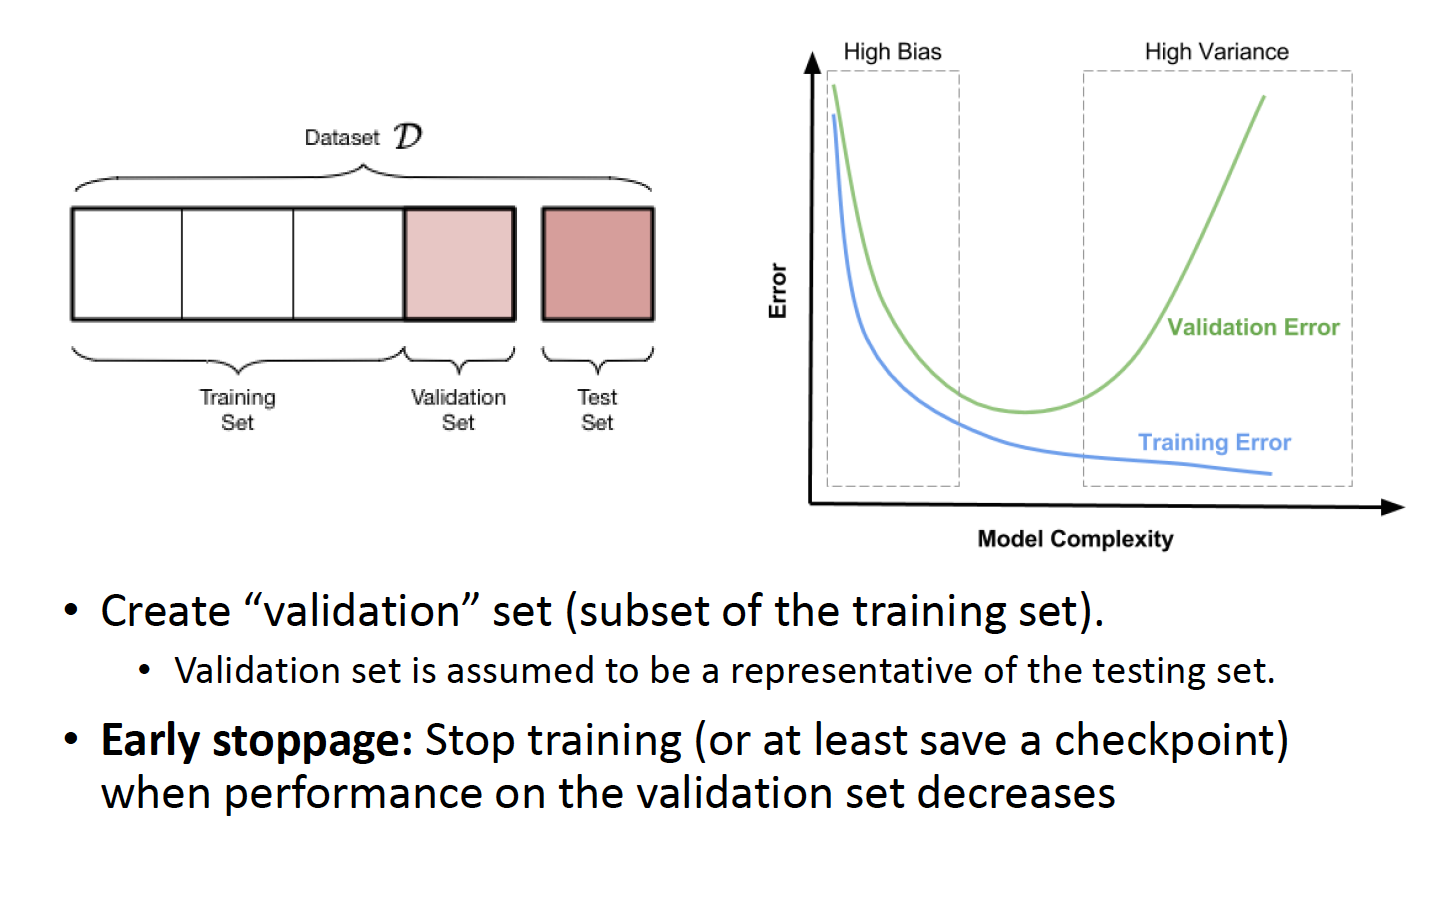 Dataset 𝒟
Training
Set
Validation
Set
Test
Set
High Bias
High Variance
Error
Validation Error
Training Error
Model Complexity
• Create “validation” set (subset of the training set).
• Validation set is assumed to be a representative of the testing set.
• Early stoppage: Stop training (or at least save a checkpoint)
when performance on the validation set decreases